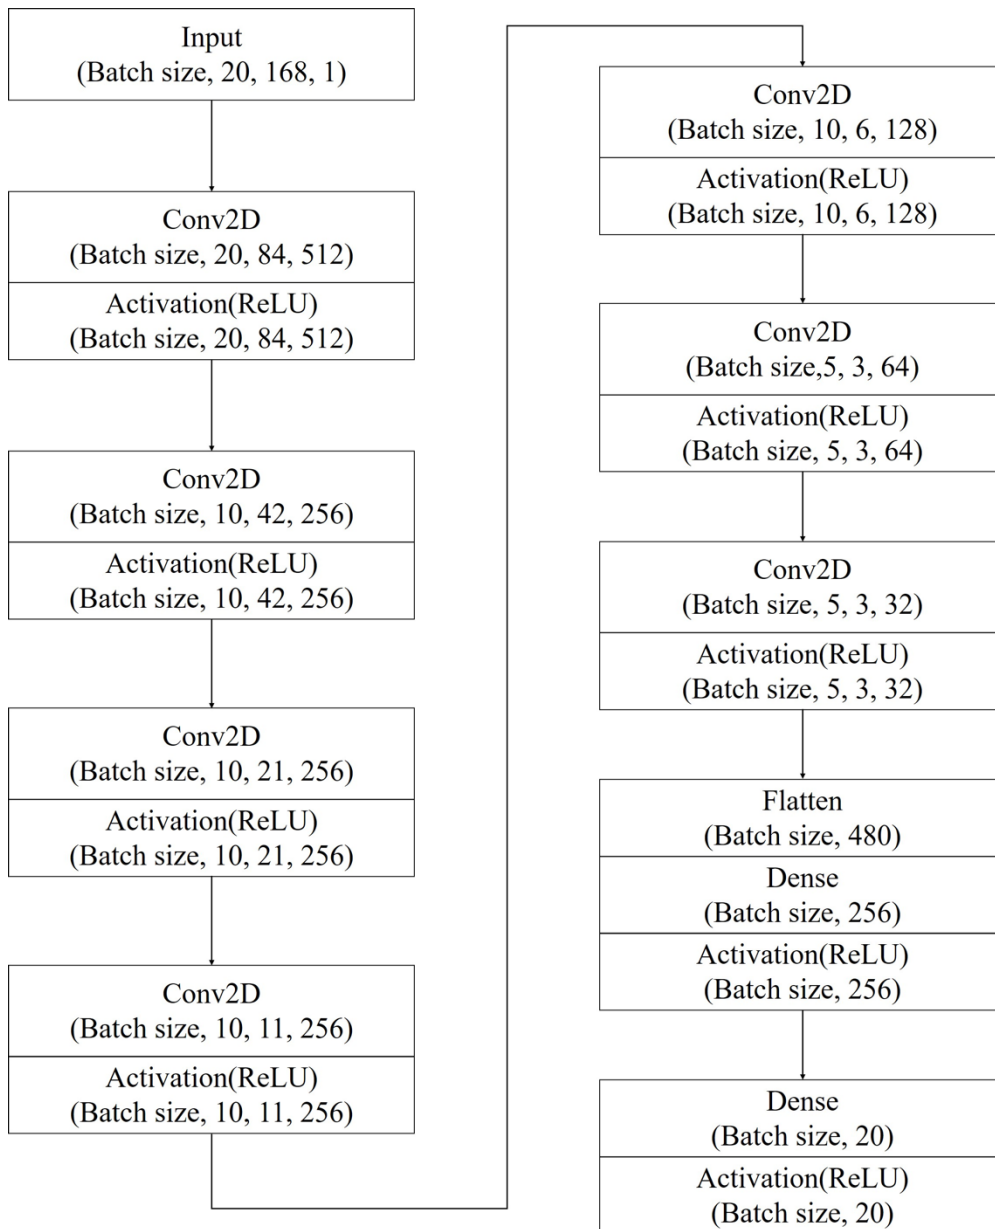 Input
(Batch size, 20, 168, 1)
Conv2D
(Batch size, 20, 84, 512)
Activation(ReLU)
(Batch size, 20, 84, 512)
Conv2D
(Batch size, 10, 42, 256)
Activation(ReLU)
(Batch size, 10, 42, 256)
Conv2D
(Batch size, 10, 21, 256)
Activation(ReLU)
(Batch size, 10, 21, 256)
Conv2D
(Batch size, 10, 11, 256)
Activation(ReLU)
(Batch size, 10, 11, 256)
Conv2D
(Batch size, 10, 6, 128)
Activation(ReLU)
(Batch size, 10, 6, 128)
Conv2D
(Batch size,5, 3, 64)
Activation(ReLU)
(Batch size, 5, 3, 64)
Conv2D
(Batch size, 5, 3, 32)
Activation(ReLU)
(Batch size, 5, 3, 32)
Flatten
(Batch size, 480)
Dense
(Batch size, 256)
Activation(ReLU)
(Batch size, 256)
Dense
(Batch size, 20)
Activation(ReLU)
(Batch size, 20)